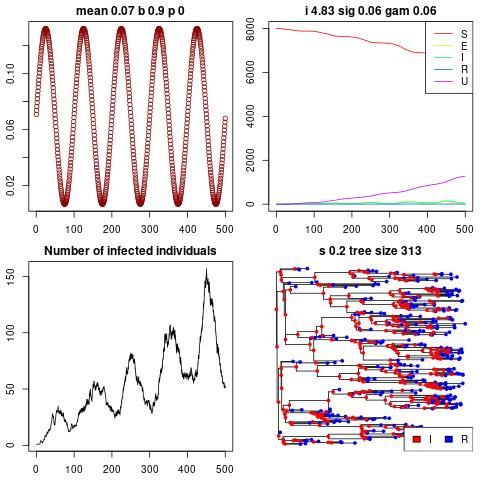 mean 0.07 b 0.9 p 0
0.02 0.06 0.10
0 100 200 300 400 500
i 4.83 sig 0.06 gam 0.06
0 2000 4000 6000 8000
S
E
I
R
U
0 100 200 300 400 500
Number of infected individuals
0 50 100 150
0 100 200 300 400 500
s 0.2 tree size 313
I R